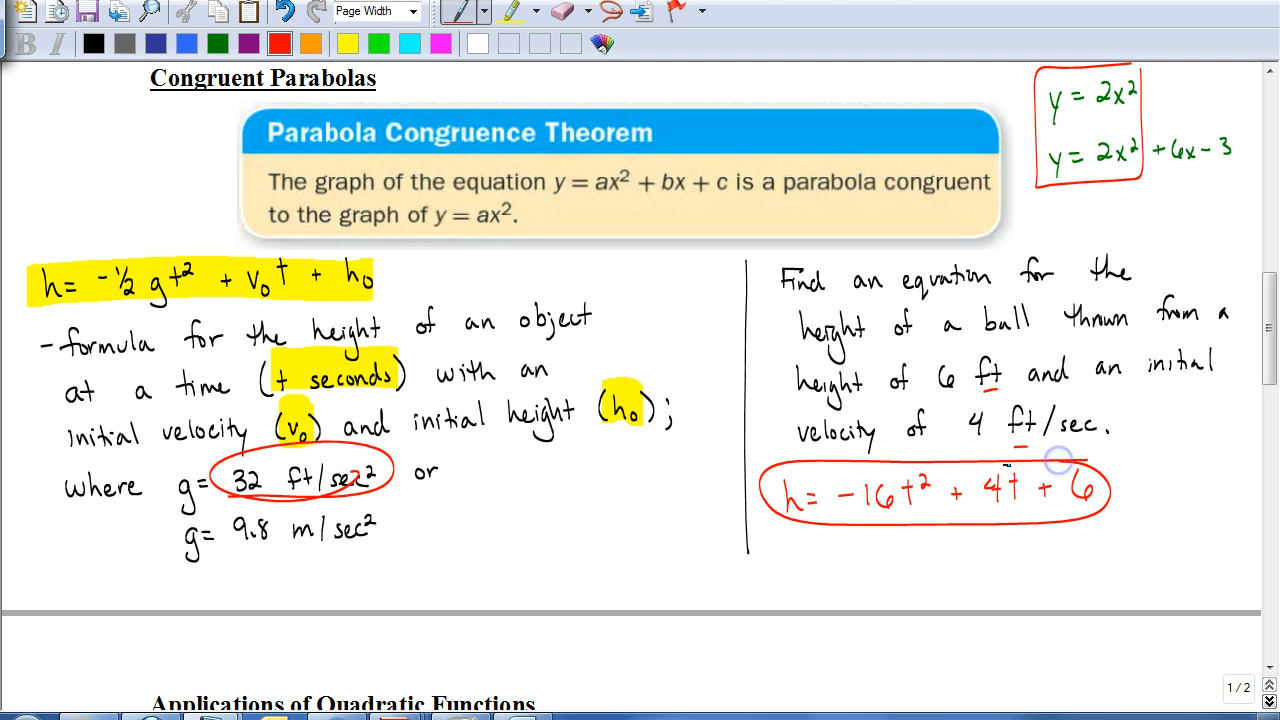 Page Width
B I
Congruent Parabolas
y = 2x²
y = 2x² + 6x - 3
Parabola Congruence Theorem
The graph of the equation y = ax² + bx + c is a parabola congruent
to the graph of y = ax².
h = -½ gt² + v₀t + h₀
- formula for the height of an object
at a time (t seconds) with an
initial velocity (v₀) and initial height (h₀);
where g = 32 ft/sec² or
g = 9.8 m/sec²
Find an equation for the
height of a ball thrown from a
height of 6 ft and an initial
velocity of 4 ft/sec.
h = -16t² + 4t + 6
1 / 2
Applications of Quadratic Functions